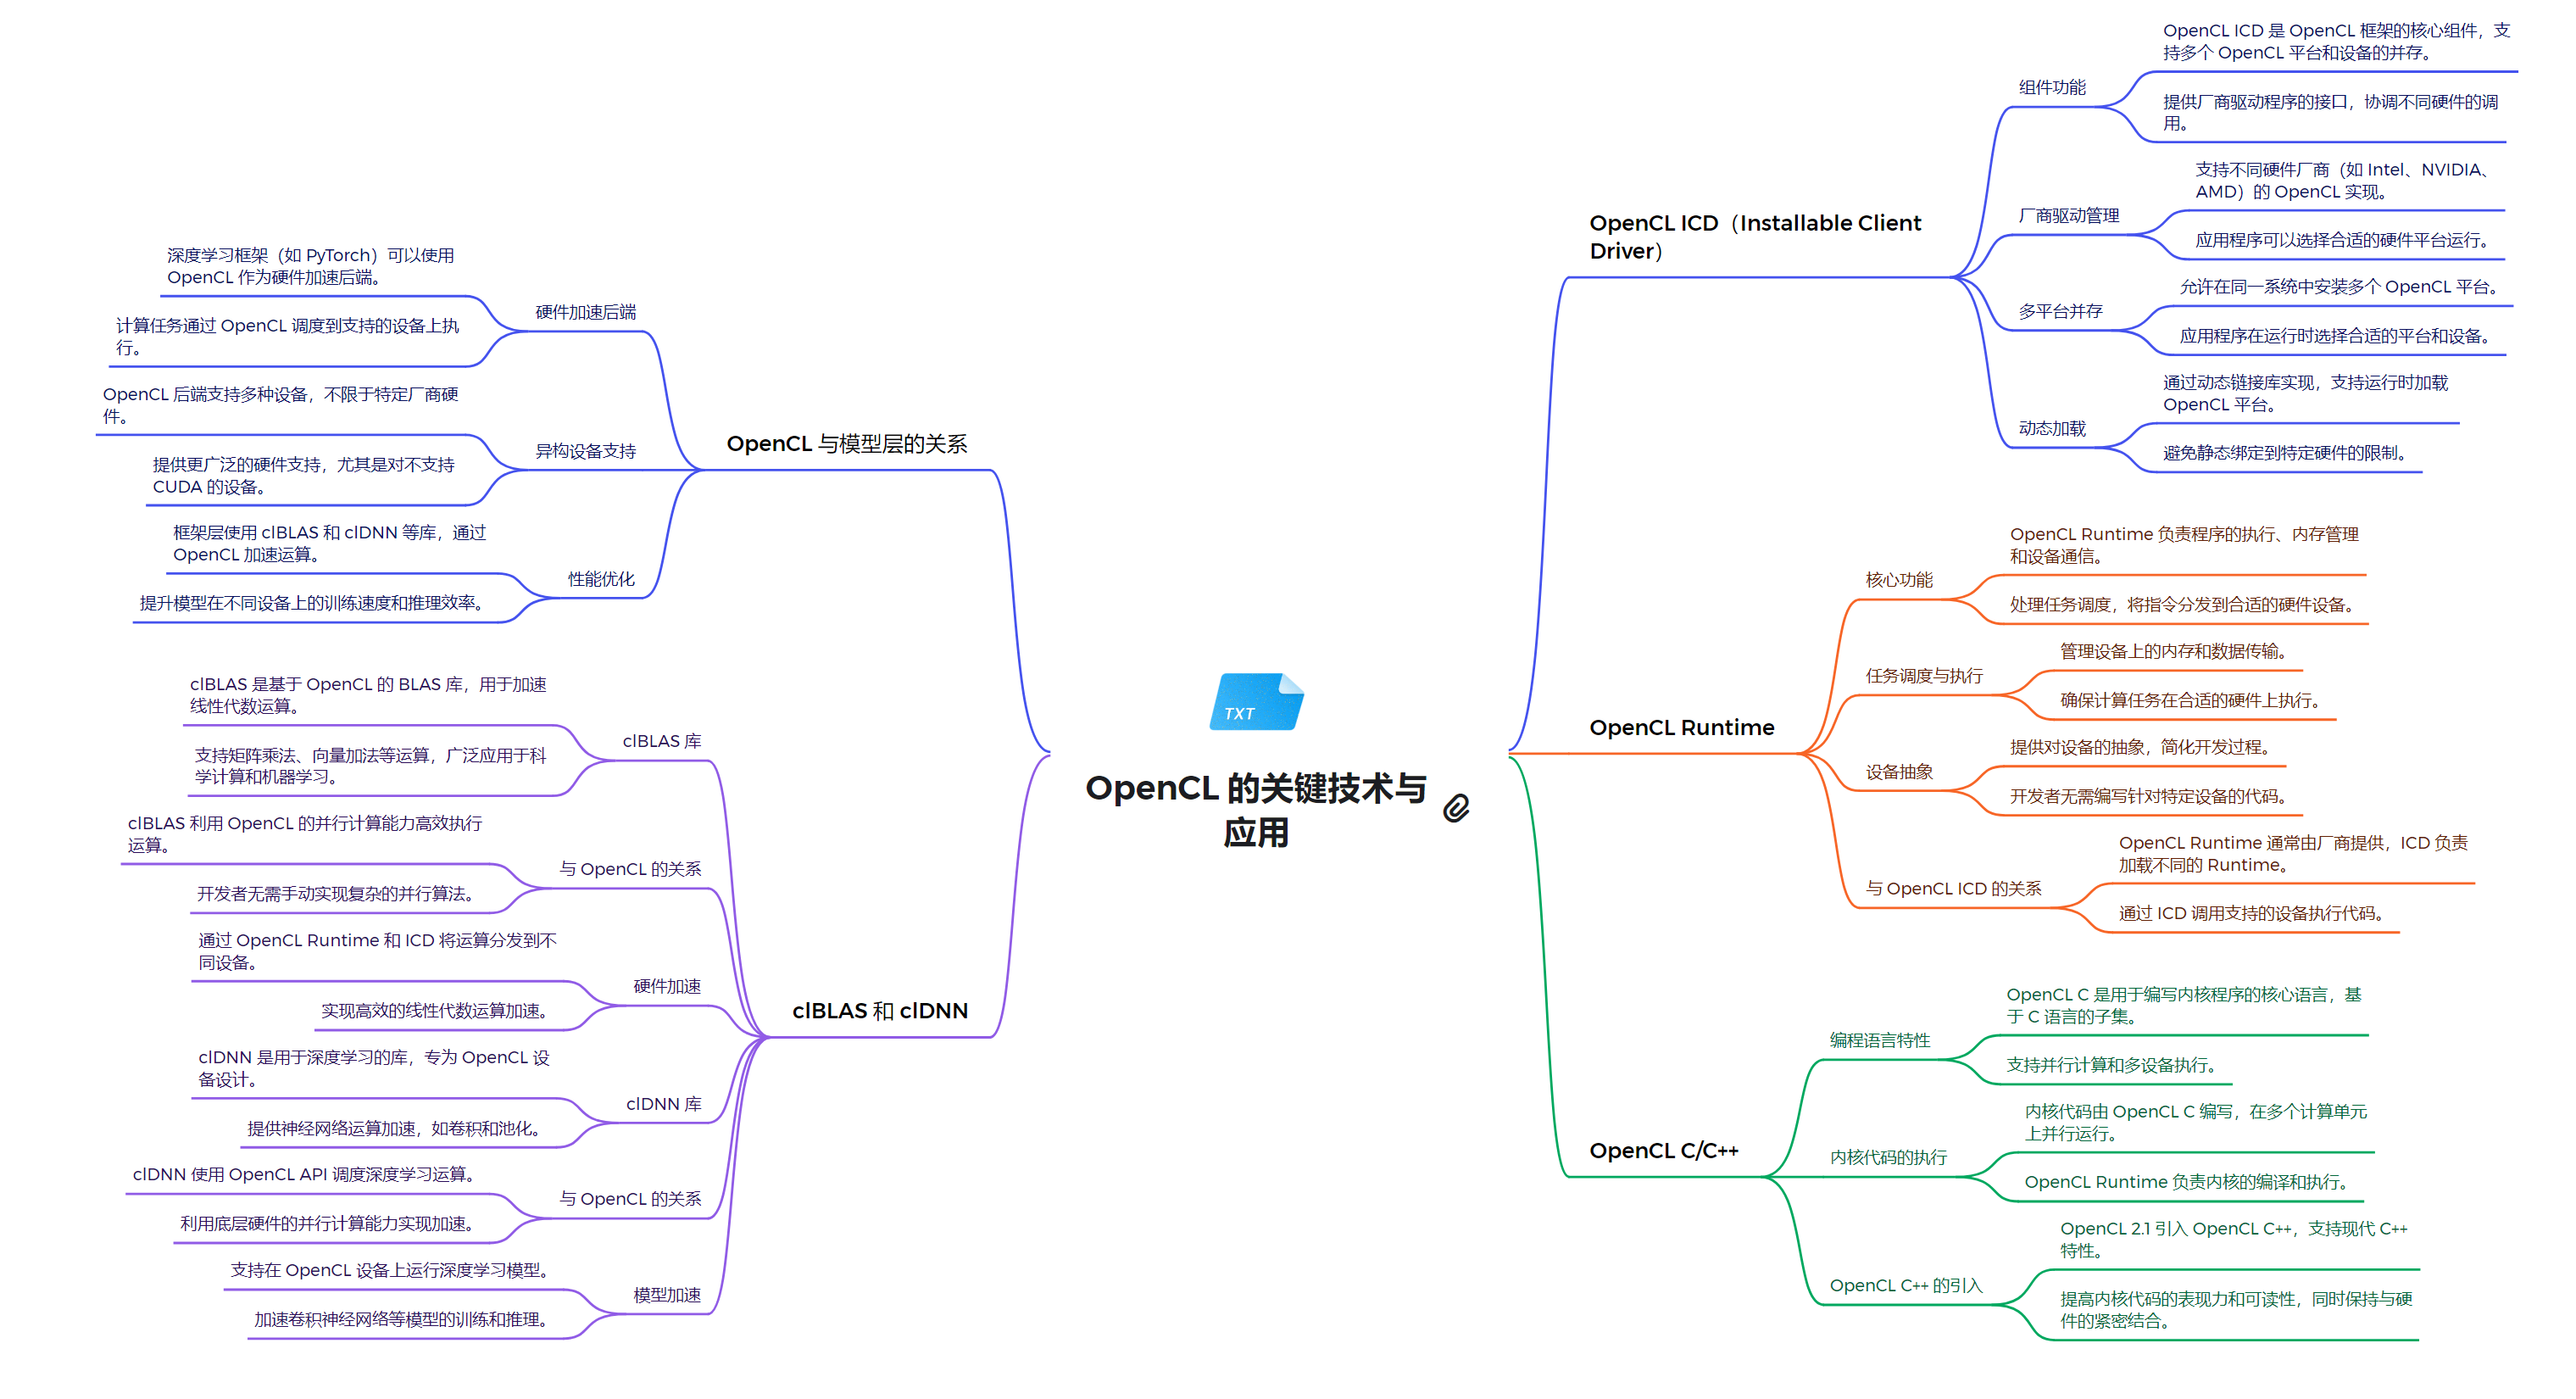 TXT
OpenCL 的关键技术与
应用
OpenCL ICD（Installable Client
Driver）
组件功能
OpenCL ICD 是 OpenCL 框架的核心组件，支
持多个 OpenCL 平台和设备的并存。
提供厂商驱动程序的接口，协调不同硬件的调
用。
厂商驱动管理
支持不同硬件厂商（如 Intel、NVIDIA、
AMD）的 OpenCL 实现。
应用程序可以选择合适的硬件平台运行。
多平台并存
允许在同一系统中安装多个 OpenCL 平台。
应用程序在运行时选择合适的平台和设备。
动态加载
通过动态链接库实现，支持运行时加载
OpenCL 平台。
避免静态绑定到特定硬件的限制。
OpenCL Runtime
核心功能
OpenCL Runtime 负责程序的执行、内存管理
和设备通信。
处理任务调度，将指令分发到合适的硬件设备。
任务调度与执行
管理设备上的内存和数据传输。
确保计算任务在合适的硬件上执行。
设备抽象
提供对设备的抽象，简化开发过程。
开发者无需编写针对特定设备的代码。
与 OpenCL ICD 的关系
OpenCL Runtime 通常由厂商提供，ICD 负责
加载不同的 Runtime。
通过 ICD 调用支持的设备执行代码。
OpenCL C/C++
编程语言特性
OpenCL C 是用于编写内核程序的核心语言，基
于 C 语言的子集。
支持并行计算和多设备执行。
内核代码的执行
内核代码由 OpenCL C 编写，在多个计算单元
上并行运行。
OpenCL Runtime 负责内核的编译和执行。
OpenCL C++ 的引入
OpenCL 2.1 引入 OpenCL C++，支持现代 C++
特性。
提高内核代码的表现力和可读性，同时保持与硬
件的紧密结合。
OpenCL 与模型层的关系
硬件加速后端
深度学习框架（如 PyTorch）可以使用
OpenCL 作为硬件加速后端。
计算任务通过 OpenCL 调度到支持的设备上执
行。
异构设备支持
OpenCL 后端支持多种设备，不限于特定厂商硬
件。
提供更广泛的硬件支持，尤其是对不支持
CUDA 的设备。
性能优化
框架层使用 clBLAS 和 clDNN 等库，通过
OpenCL 加速运算。
提升模型在不同设备上的训练速度和推理效率。
clBLAS 和 clDNN
clBLAS 库
clBLAS 是基于 OpenCL 的 BLAS 库，用于加速
线性代数运算。
支持矩阵乘法、向量加法等运算，广泛应用于科
学计算和机器学习。
与 OpenCL 的关系
clBLAS 利用 OpenCL 的并行计算能力高效执行
运算。
开发者无需手动实现复杂的并行算法。
硬件加速
通过 OpenCL Runtime 和 ICD 将运算分发到不
同设备。
实现高效的线性代数运算加速。
clDNN 库
clDNN 是用于深度学习的库，专为 OpenCL 设
备设计。
提供神经网络运算加速，如卷积和池化。
与 OpenCL 的关系
clDNN 使用 OpenCL API 调度深度学习运算。
利用底层硬件的并行计算能力实现加速。
模型加速
支持在 OpenCL 设备上运行深度学习模型。
加速卷积神经网络等模型的训练和推理。